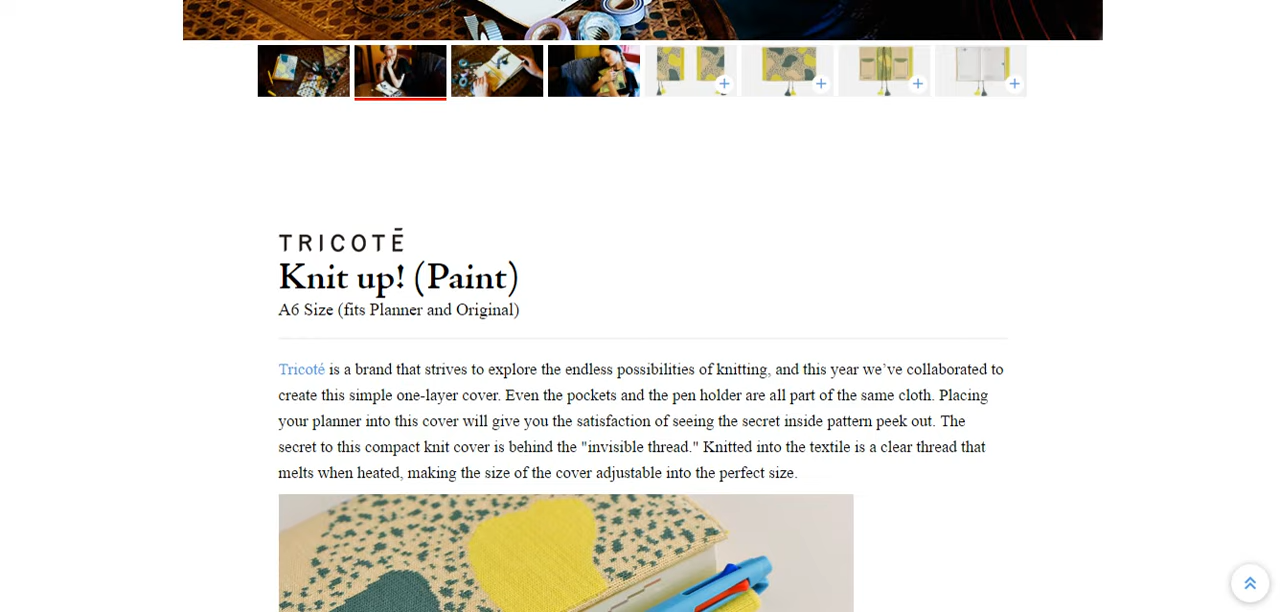 TRICOTĒ
Knit up! (Paint)
A6 Size (fits Planner and Original)
Tricoté is a brand that strives to explore the endless possibilities of knitting, and this year we’ve collaborated to
create this simple one-layer cover. Even the pockets and the pen holder are all part of the same cloth. Placing
your planner into this cover will give you the satisfaction of seeing the secret inside pattern peek out. The
secret to this compact knit cover is behind the "invisible thread." Knitted into the textile is a clear thread that
melts when heated, making the size of the cover adjustable into the perfect size.